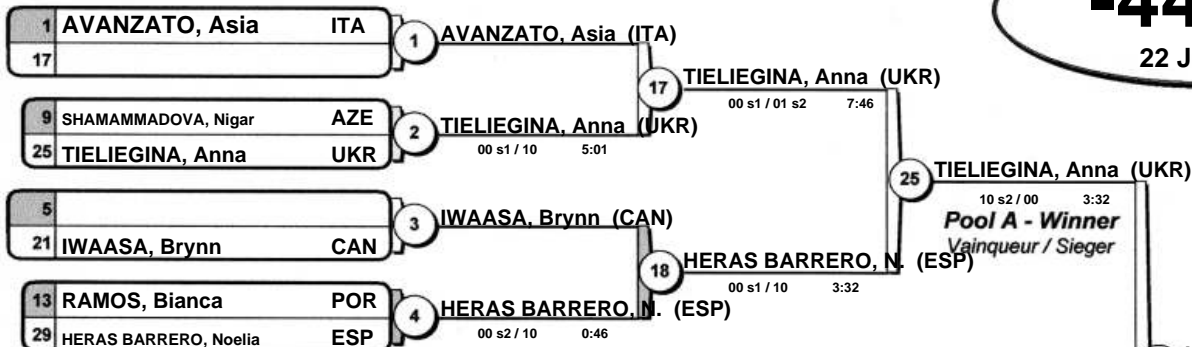 1 AVANZATO, Asia ITA
17
1 AVANZATO, Asia (ITA)
9 SHAMAMMADOVA, Nigar AZE
25 TIELIEGINA, Anna UKR
2 TIELIEGINA, Anna (UKR)
00 s1 / 10 5:01
17 TIELIEGINA, Anna (UKR)
00 s1 / 01 s2 7:46
5
21 IWAASA, Brynn CAN
3 IWAASA, Brynn (CAN)
13 RAMOS, Bianca POR
29 HERAS BARRERO, Noelia ESP
4 HERAS BARRERO, N. (ESP)
00 s2 / 10 0:46
18 HERAS BARRERO, N. (ESP)
00 s1 / 10 3:32
25 TIELIEGINA, Anna (UKR)
10 s2 / 00 3:32
Pool A - Winner
Vainqueur / Sieger
-44
22 J